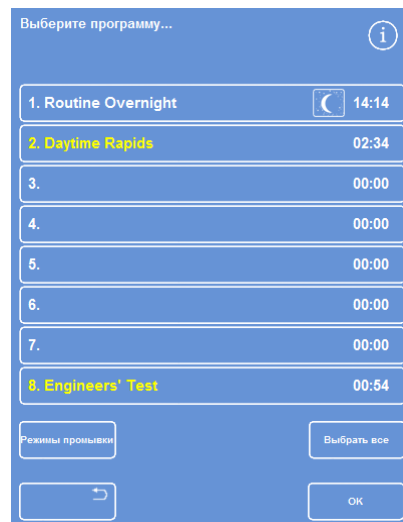 Выберите программу...
i
1. Routine Overnight 14:14
2. Daytime Rapids 02:34
3. 00:00
4. 00:00
5. 00:00
6. 00:00
7. 00:00
8. Engineers' Test 00:54
Режимы промывки Выбрать все
ОК